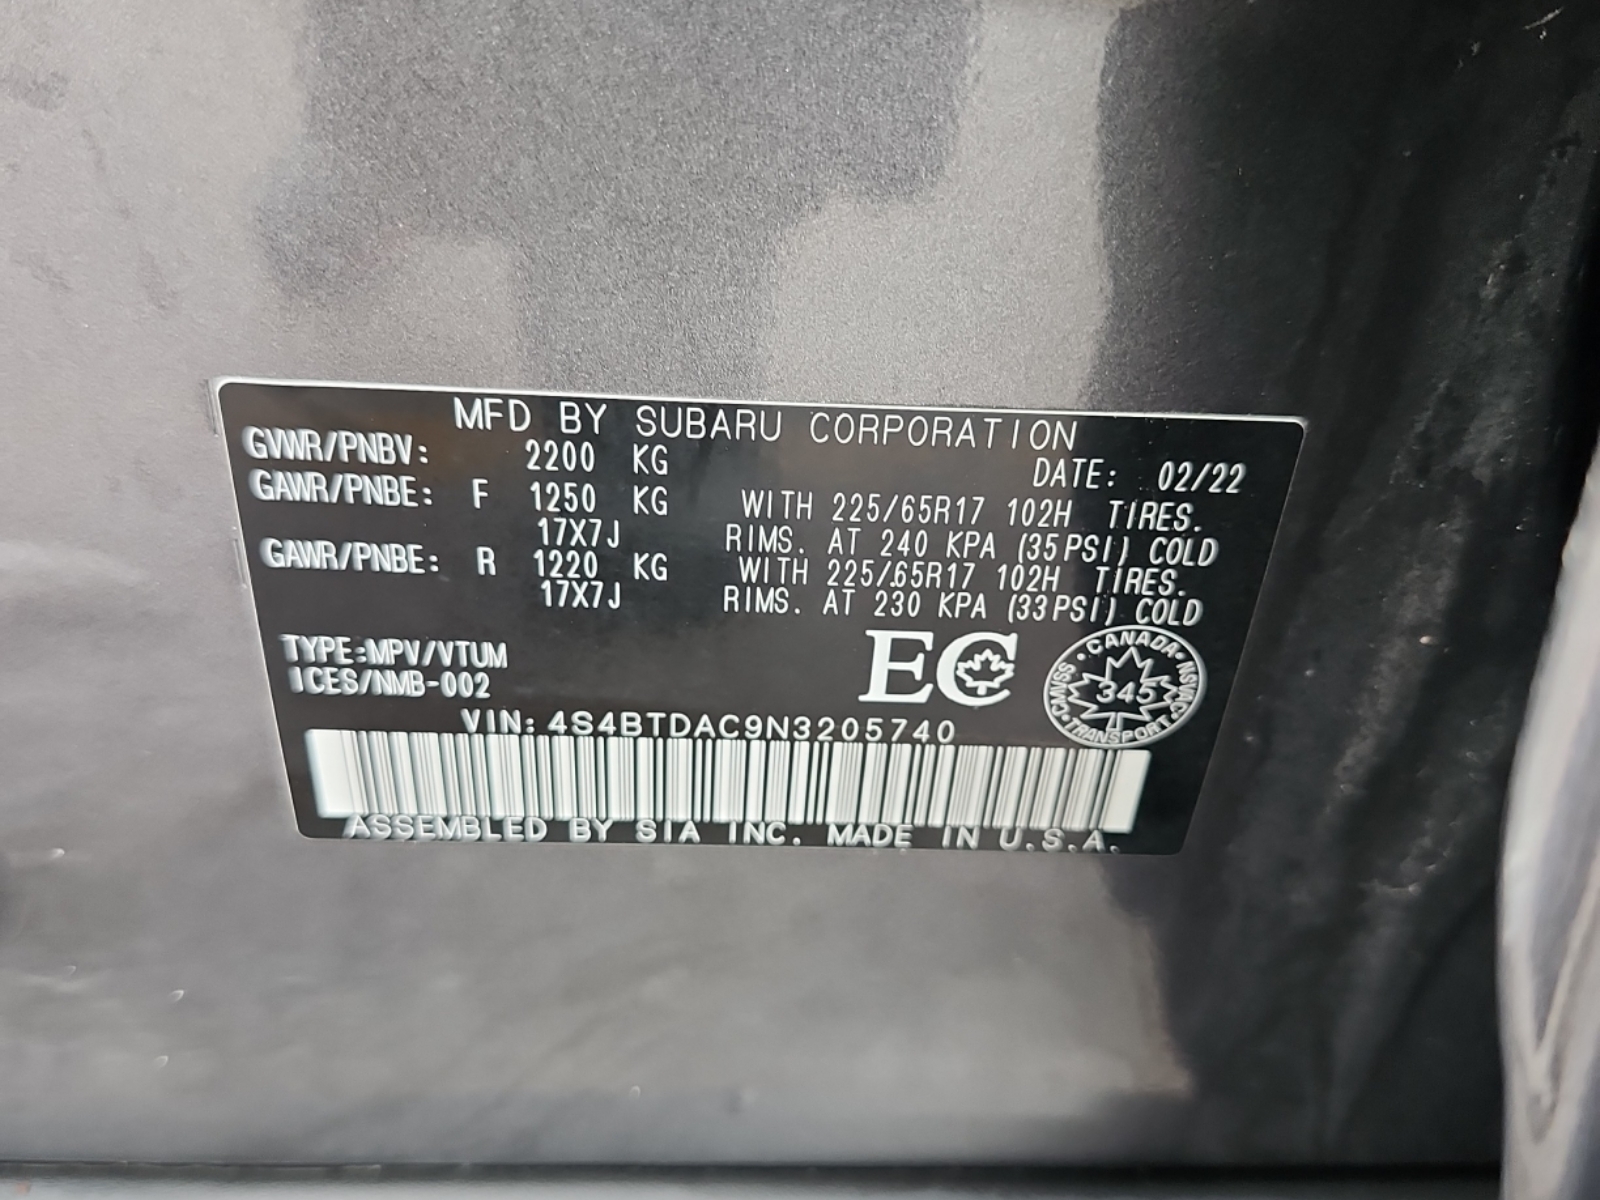 MFD BY SUBARU CORPORATION
GVWR/PNBV: 2200 KG DATE: 02/22
GAWR/PNBE: F 1250 KG WITH 225/65R17 102H TIRES.
17X7J RIMS. AT 240 KPA (35PSI) COLD
GAWR/PNBE: R 1220 KG WITH 225/65R17 102H TIRES.
17X7J RIMS. AT 230 KPA (33PSI) COLD
TYPE:MPV/VTUM
ICES/NMB-002
EC
CMVSS • CANADA • NSVAC • TRANSPORT •
345
VIN: 4S4BTDAC9N3205740
ASSEMBLED BY SIA INC. MADE IN U.S.A.